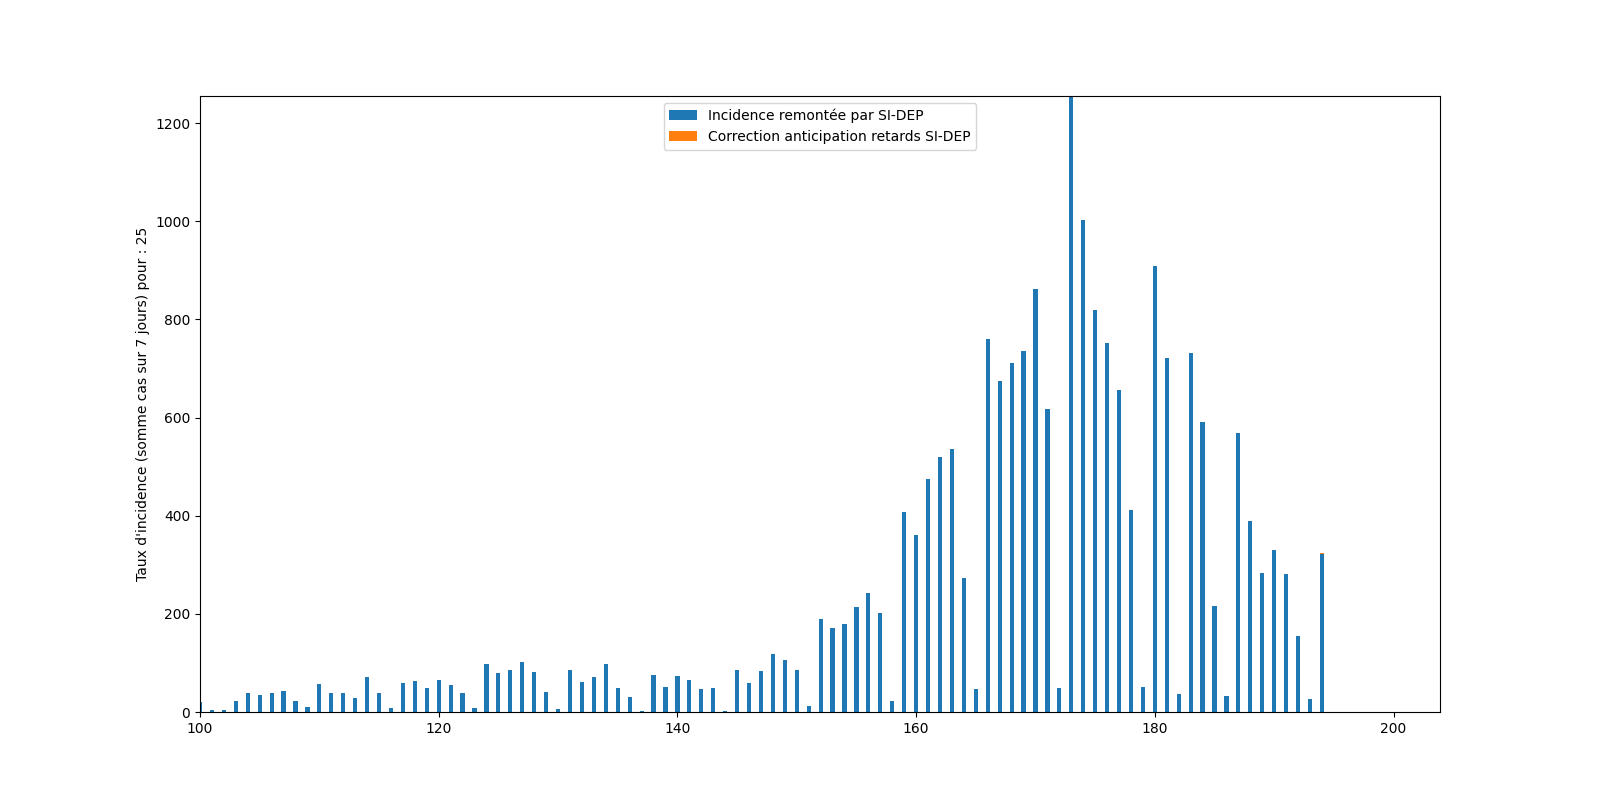 Incidence remontée par SI-DEP
Correction anticipation retards SI-DEP
Taux d'incidence (somme cas sur 7 jours) pour : 25
1200
1000
800
600
400
200
0
100 120 140 160 180 200